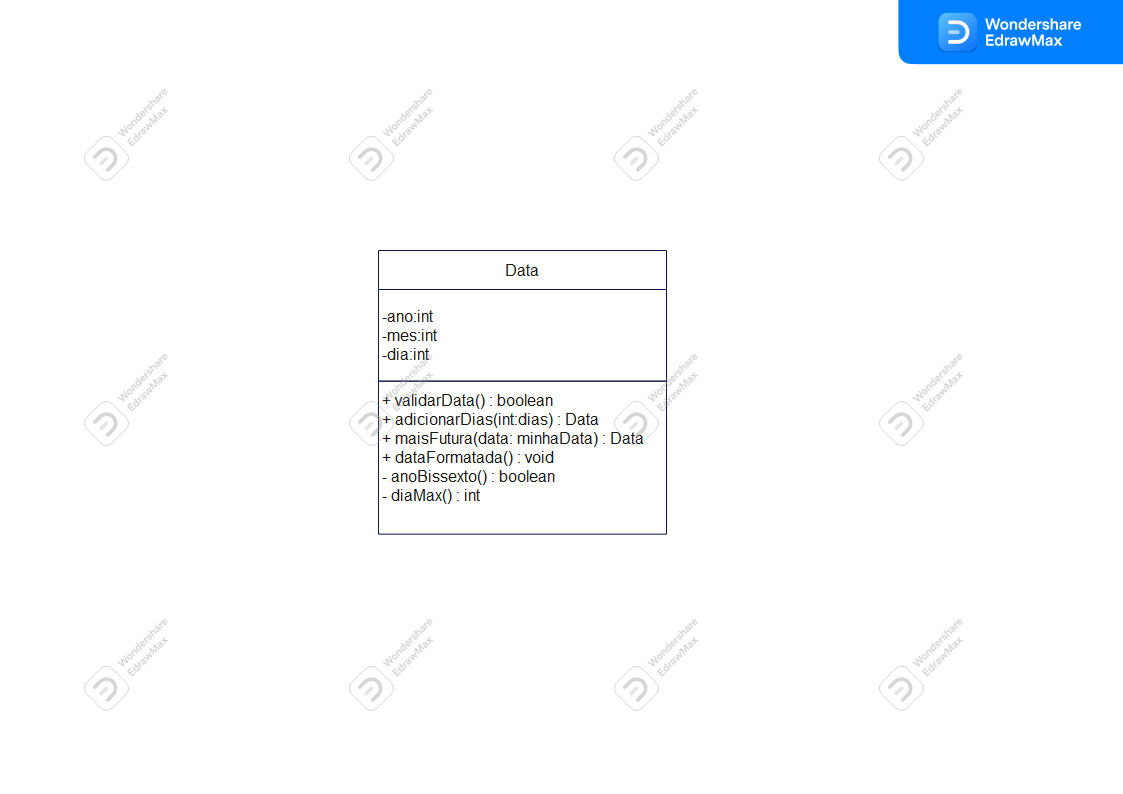 Wondershare
EdrawMax
Wondershare
EdrawMax
Wondershare
EdrawMax
Wondershare
EdrawMax
Wondershare
EdrawMax
Data
-ano:int
-mes:int
-dia:int
Wondershare
EdrawMax
Wondershare
EdrawMax
Wondershare
EdrawMax
Wondershare
EdrawMax
+ validarData() : boolean
+ adicionarDias(int:dias) : Data
+ maisFutura(data: minhaData) : Data
+ dataFormatada() : void
- anoBissexto() : boolean
- diaMax() : int
Wondershare
EdrawMax
Wondershare
EdrawMax
Wondershare
EdrawMax
Wondershare
EdrawMax